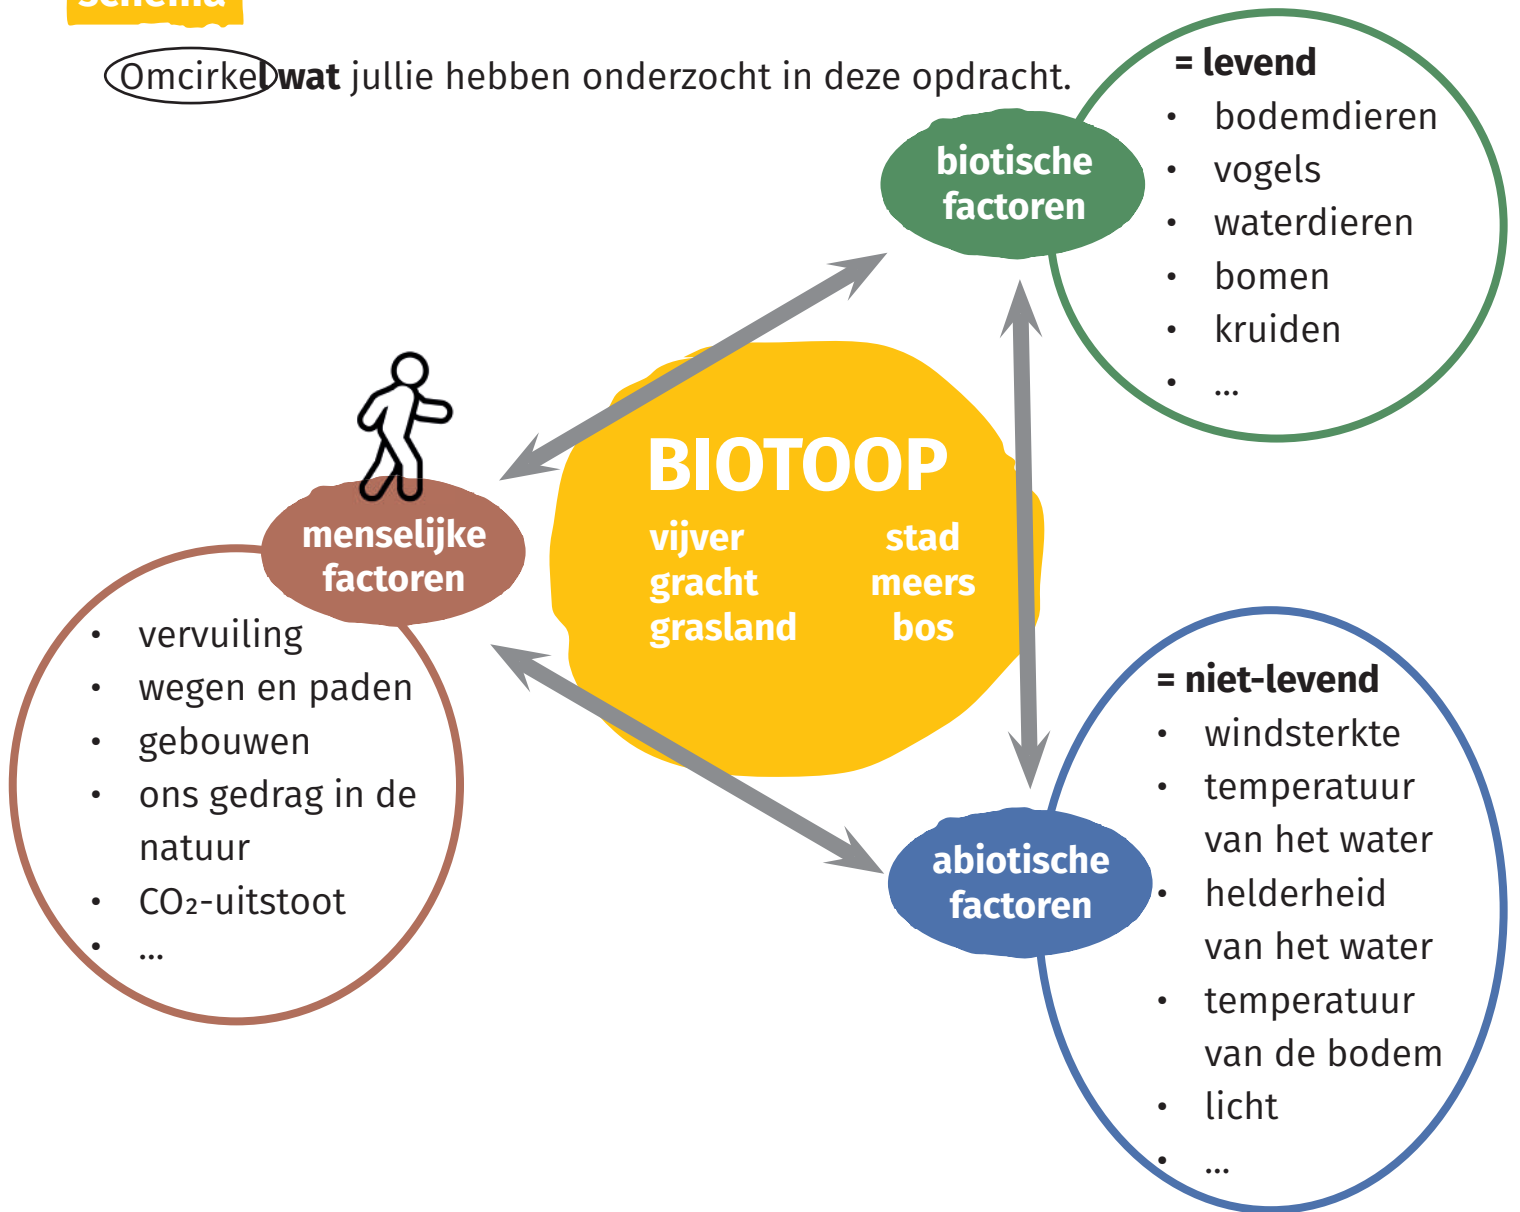 schema
Omcirkel wat jullie hebben onderzocht in deze opdracht.
biotische
factoren
= levend
• bodemdieren
• vogels
• waterdieren
• bomen
• kruiden
• ...
BIOTOOP
vijver stad
gracht meers
grasland bos
menselijke
factoren
• vervuiling
• wegen en paden
• gebouwen
• ons gedrag in de
natuur
• CO₂-uitstoot
• ...
abiotische
factoren
= niet-levend
• windsterkte
• temperatuur
van het water
• helderheid
van het water
• temperatuur
van de bodem
• licht
• ...